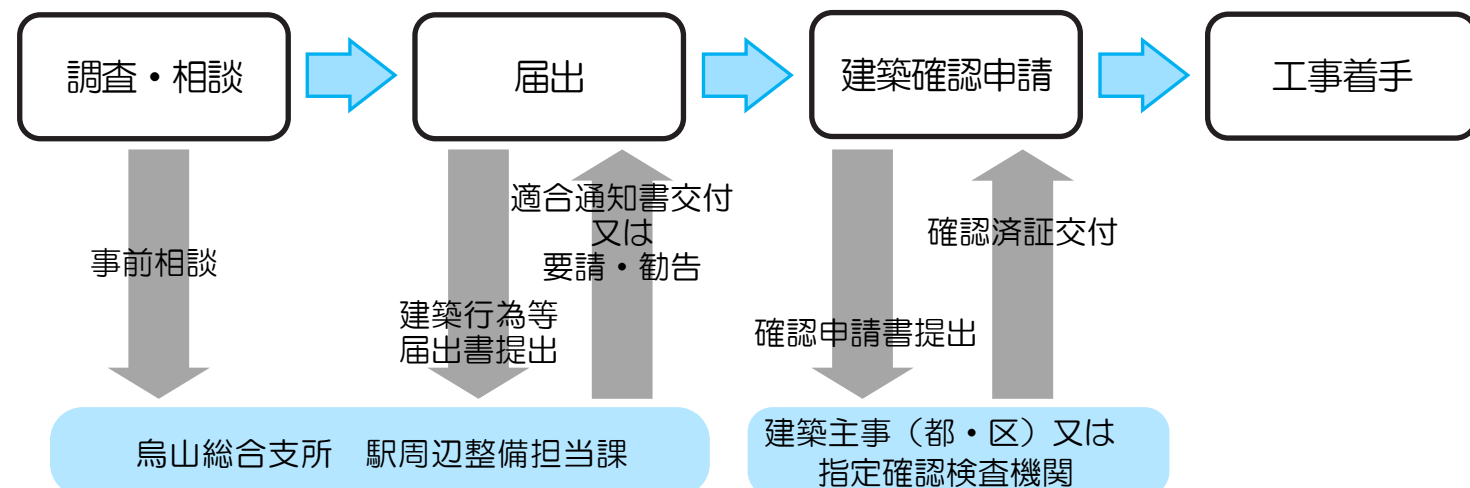 調査・相談
届出
建築確認申請
工事着手
事前相談
建築行為等
届出書提出
適合通知書交付
又は
要請・勧告
確認申請書提出
確認済証交付
烏山総合支所　駅周辺整備担当課
建築主事（都・区）又は
指定確認検査機関